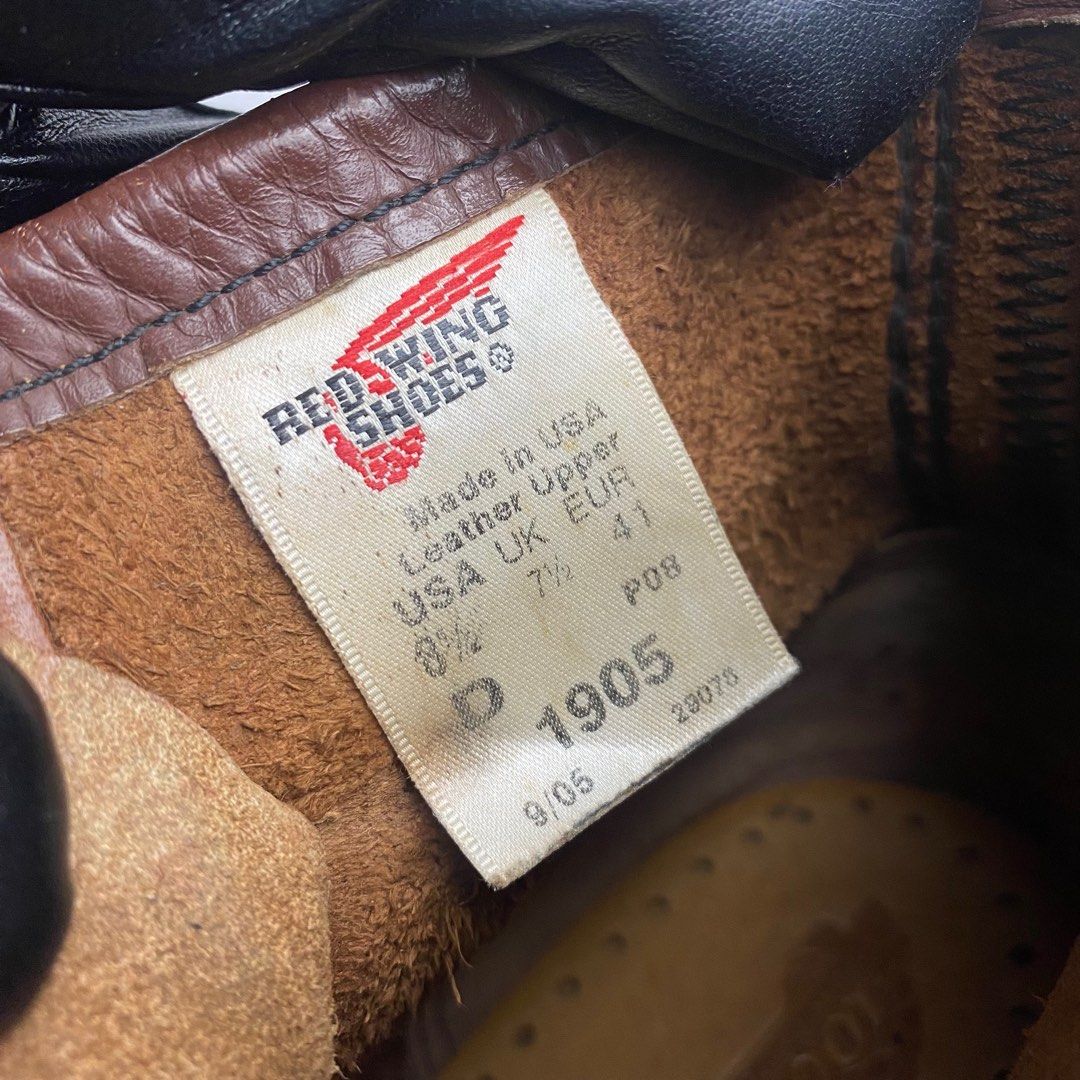 RED WING
SHOES®
Made in USA
Leather Upper
USA UK EUR
8½ 7½ 41
D P08
1905
9/05 29078